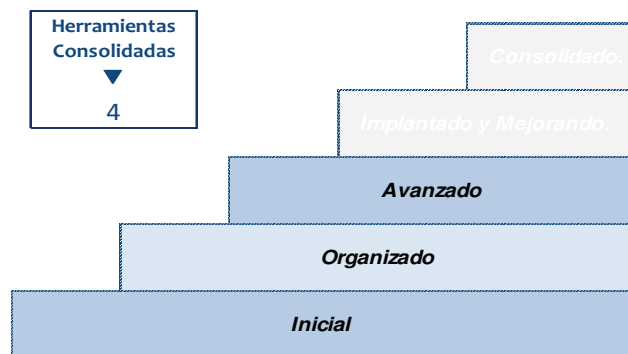 Herramientas
Consolidadas
4
Consolidado.
Implantado y Mejorando.
Avanzado
Organizado
Inicial